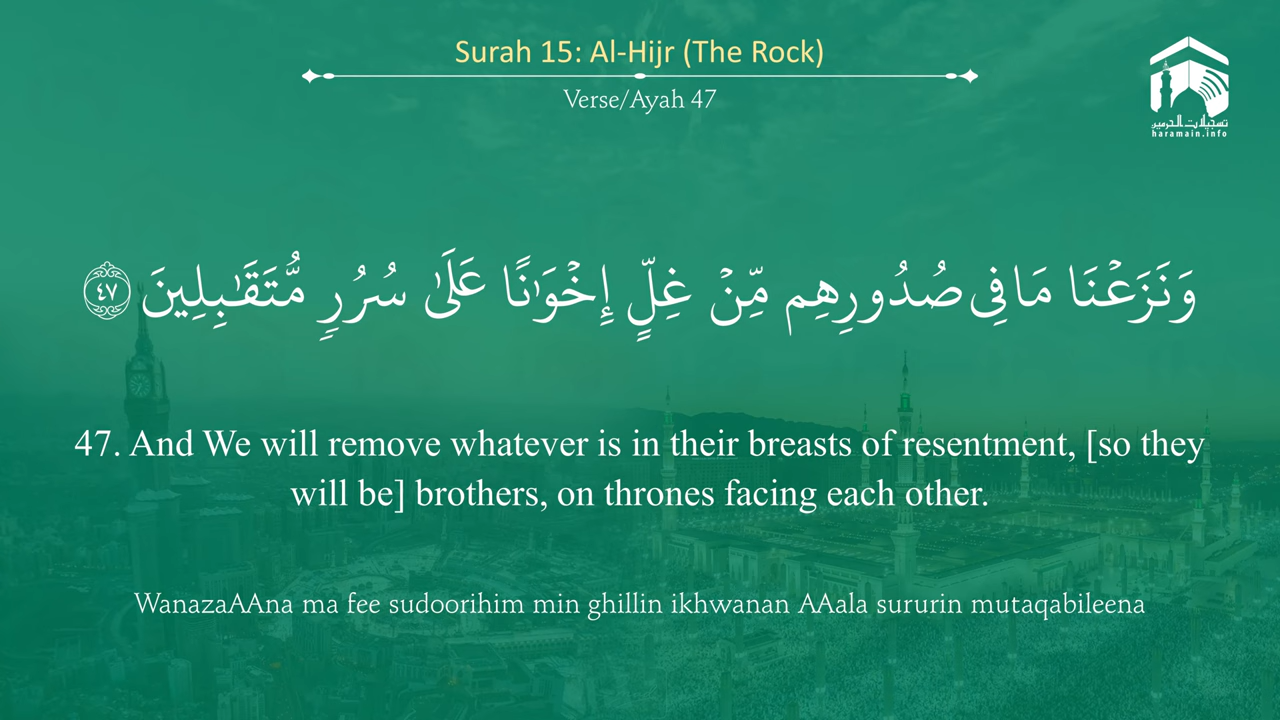 Surah 15: Al-Hijr (The Rock)
Verse/Ayah 47
تسجيلات الحرمين
haramain.info
وَنَزَعْنَا مَا فِى صُدُورِهِم مِّنْ غِلٍّ إِخْوَٰنًا عَلَىٰ سُرُرٍ مُّتَقَـٰبِلِينَ ٤٧
47. And We will remove whatever is in their breasts of resentment, [so they
will be] brothers, on thrones facing each other.
WanazaAAna ma fee sudoorihim min ghillin ikhwanan AAala sururin mutaqabileena